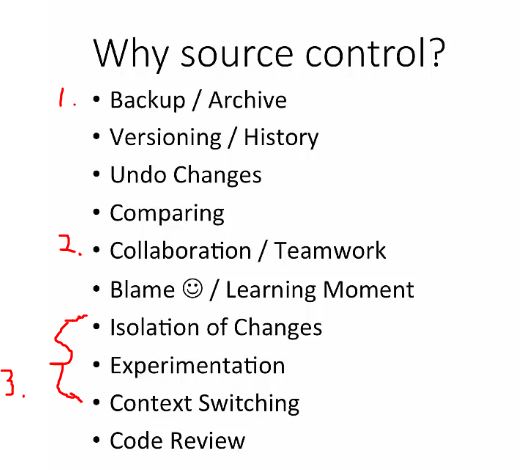 Why source control?
1. • Backup / Archive
• Versioning / History
• Undo Changes
• Comparing
2. • Collaboration / Teamwork
• Blame ☺ / Learning Moment
• Isolation of Changes
• Experimentation
3. • Context Switching
• Code Review